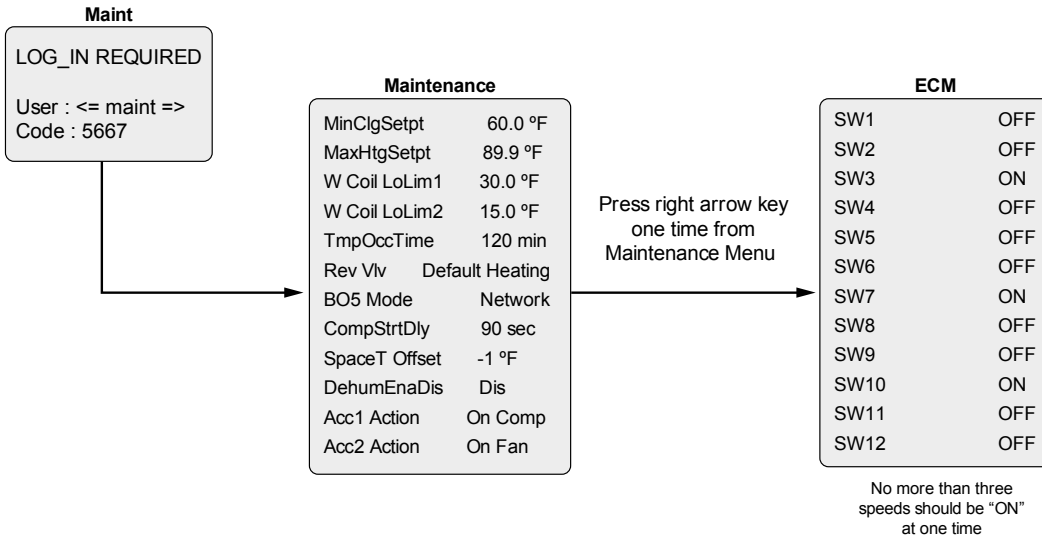 Maint
LOG_IN REQUIRED
User : <= maint =>
Code : 5667
Maintenance
MinClgSetpt 60.0 ºF
MaxHtgSetpt 89.9 ºF
W Coil LoLim1 30.0 ºF
W Coil LoLim2 15.0 ºF
TmpOccTime 120 min
Rev Vlv Default Heating
BO5 Mode Network
CompStrtDly 90 sec
SpaceT Offset -1 ºF
DehumEnaDis Dis
Acc1 Action On Comp
Acc2 Action On Fan
Press right arrow key
one time from
Maintenance Menu
ECM
SW1 OFF
SW2 OFF
SW3 ON
SW4 OFF
SW5 OFF
SW6 OFF
SW7 ON
SW8 OFF
SW9 OFF
SW10 ON
SW11 OFF
SW12 OFF
No more than three
speeds should be “ON”
at one time